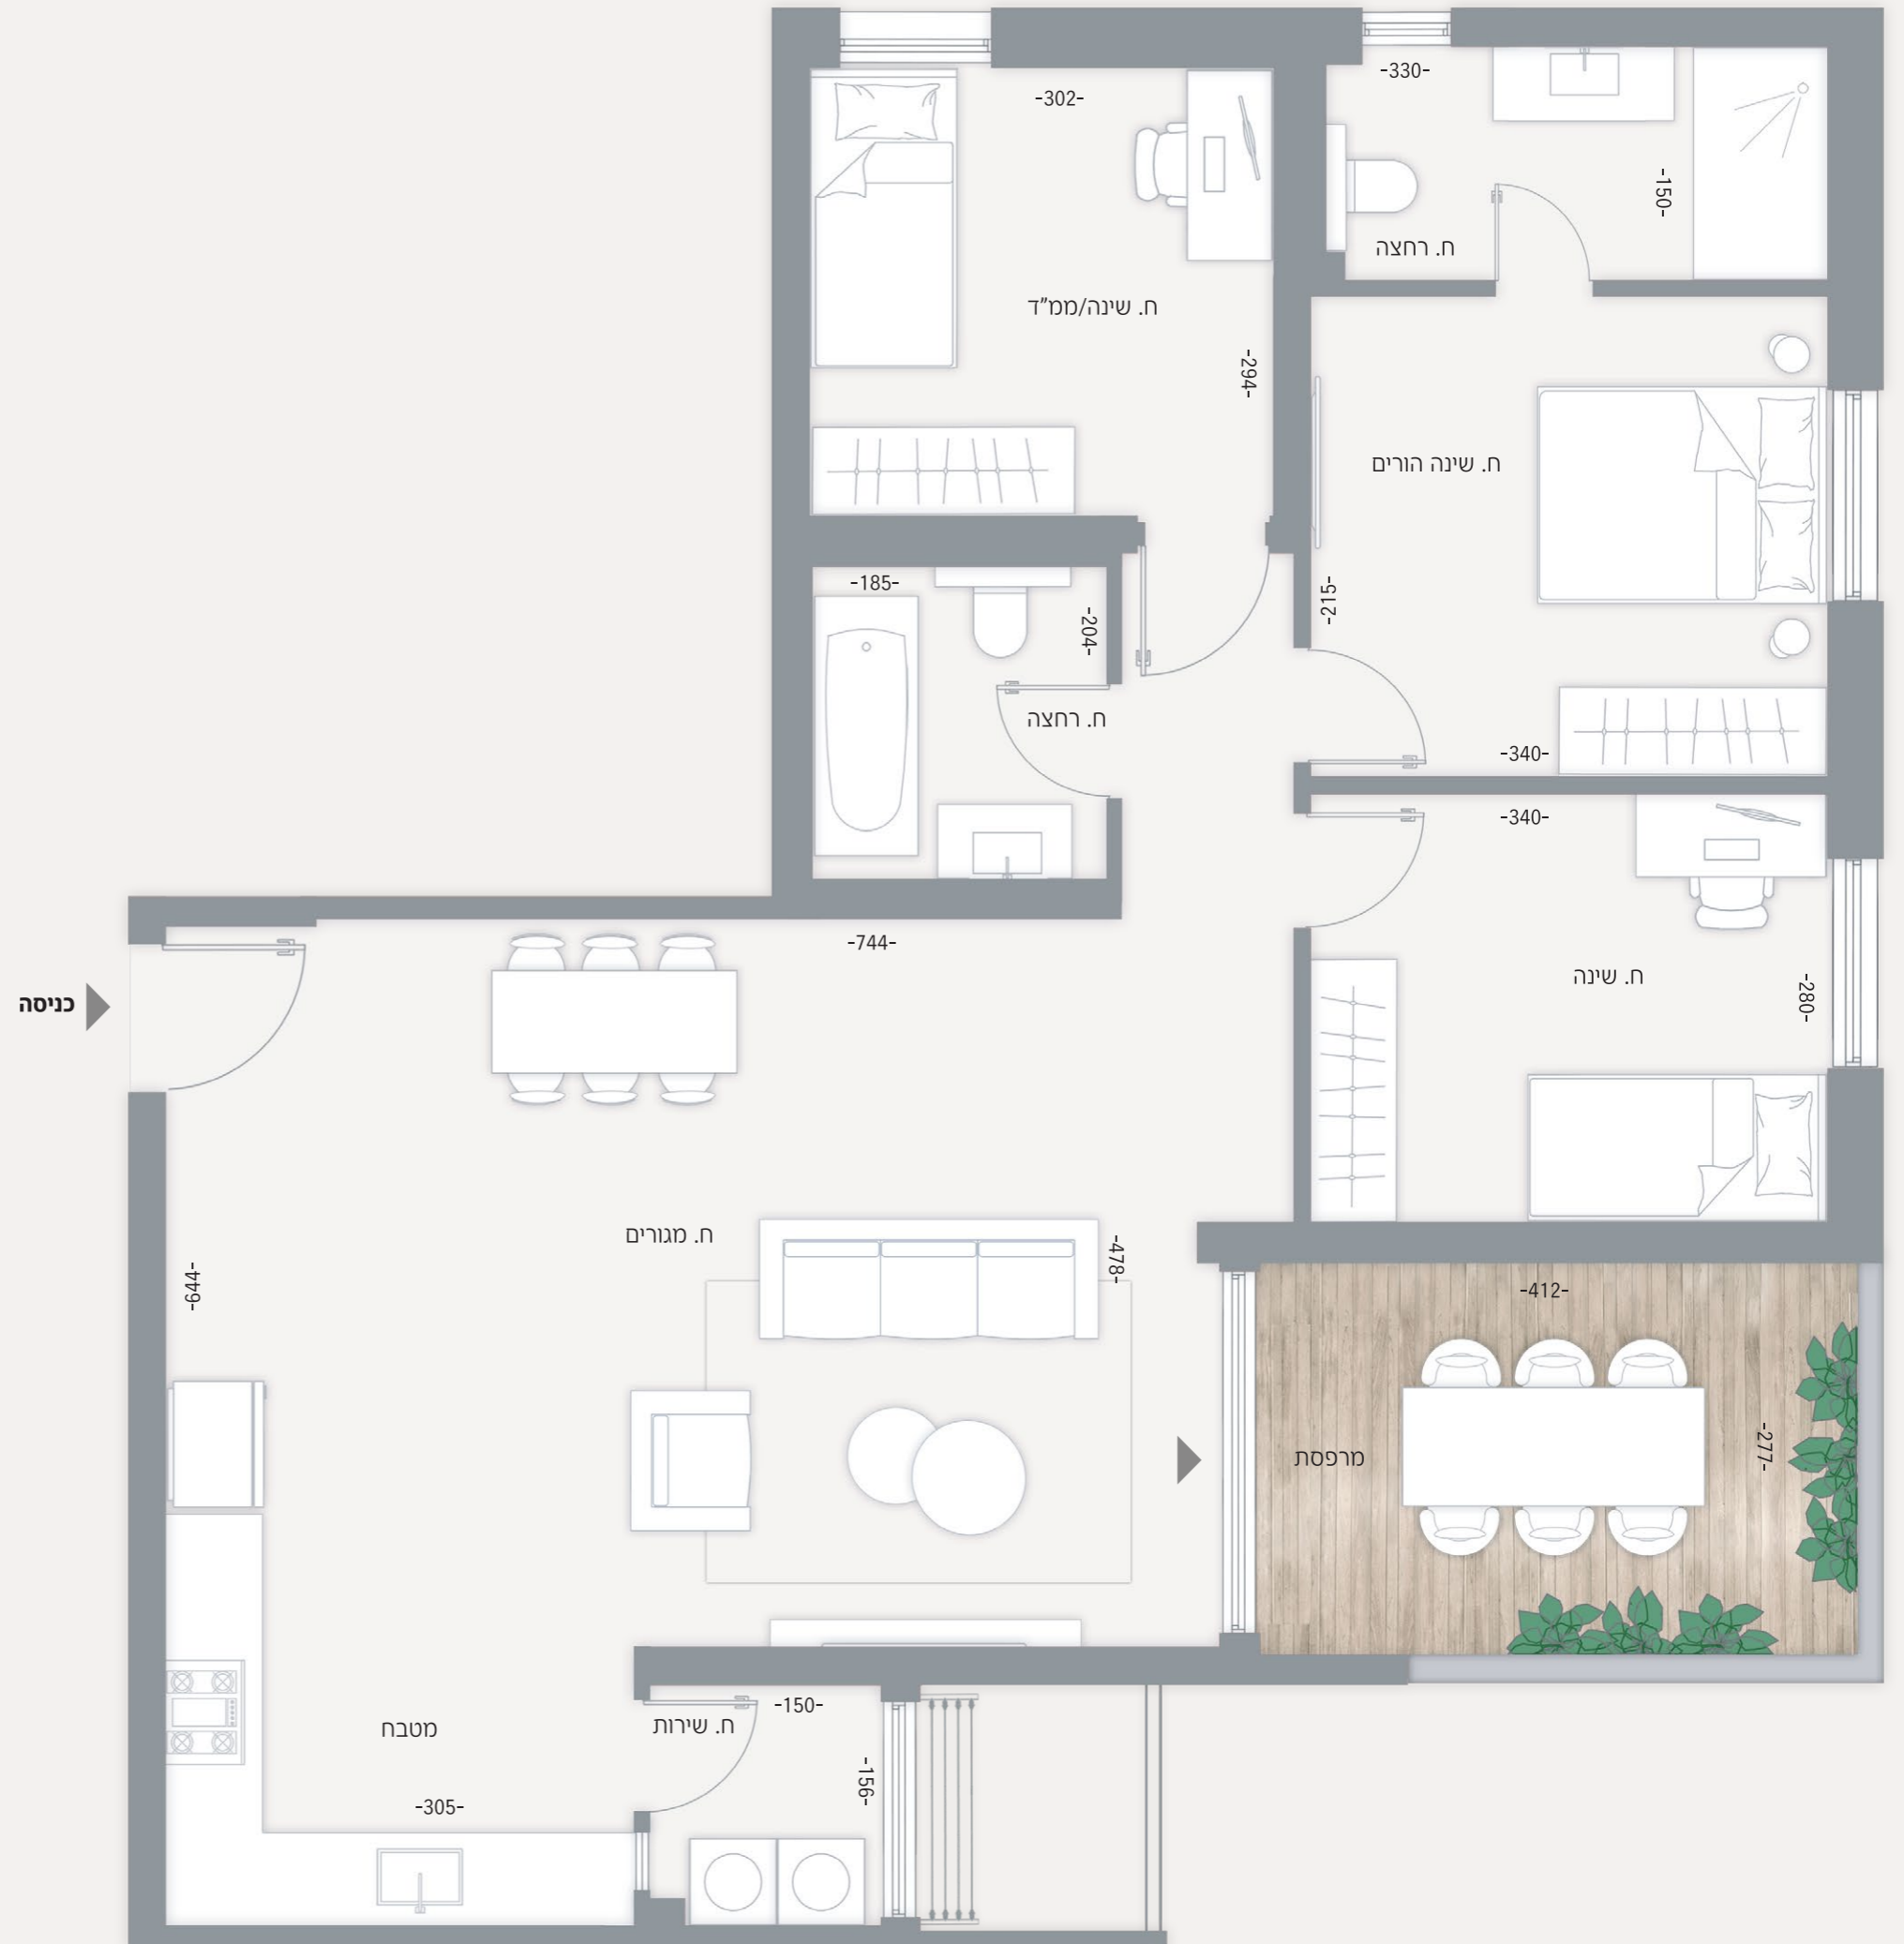 -330-
-302-
-150-
ח. רחצה
ח. שינה/ממ"ד
-294-
ח. שינה הורים
-185-
-204-
-215-
ח. רחצה
-340-
-340-
-744-
ח. שינה
-280-
כניסה
ח. מגורים
-478-
-644-
-412-
מרפסת
-277-
-150-
ח. שירות
מטבח
-156-
-305-